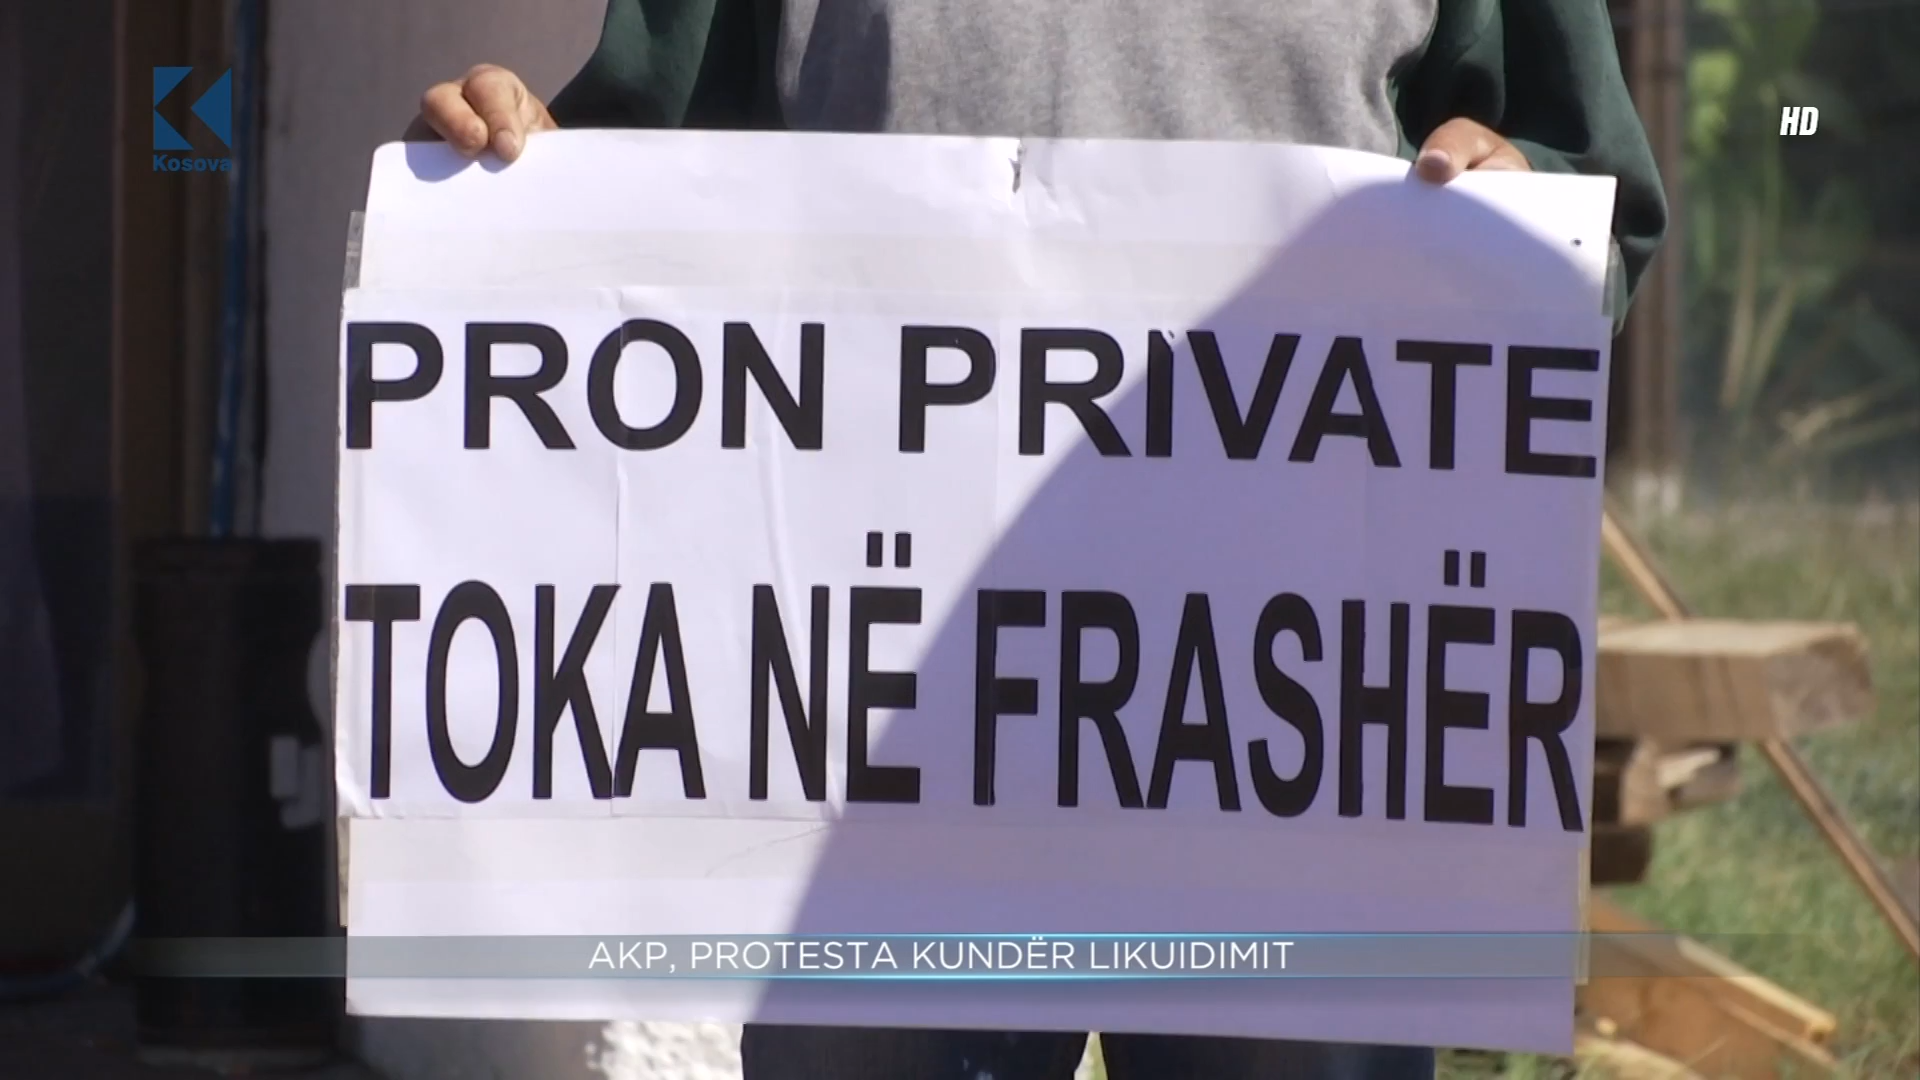 Kosova
HD
PRON PRIVATE
TOKA NË FRASHËR
AKP, PROTESTA KUNDËR LIKUIDIMIT